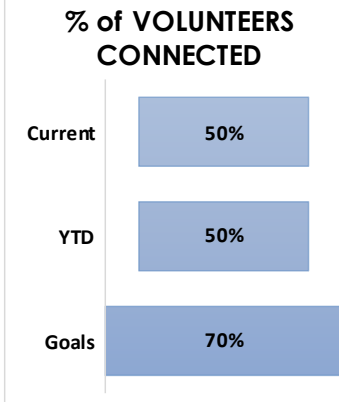 % of VOLUNTEERS
CONNECTED
Current 50%
YTD 50%
Goals 70%